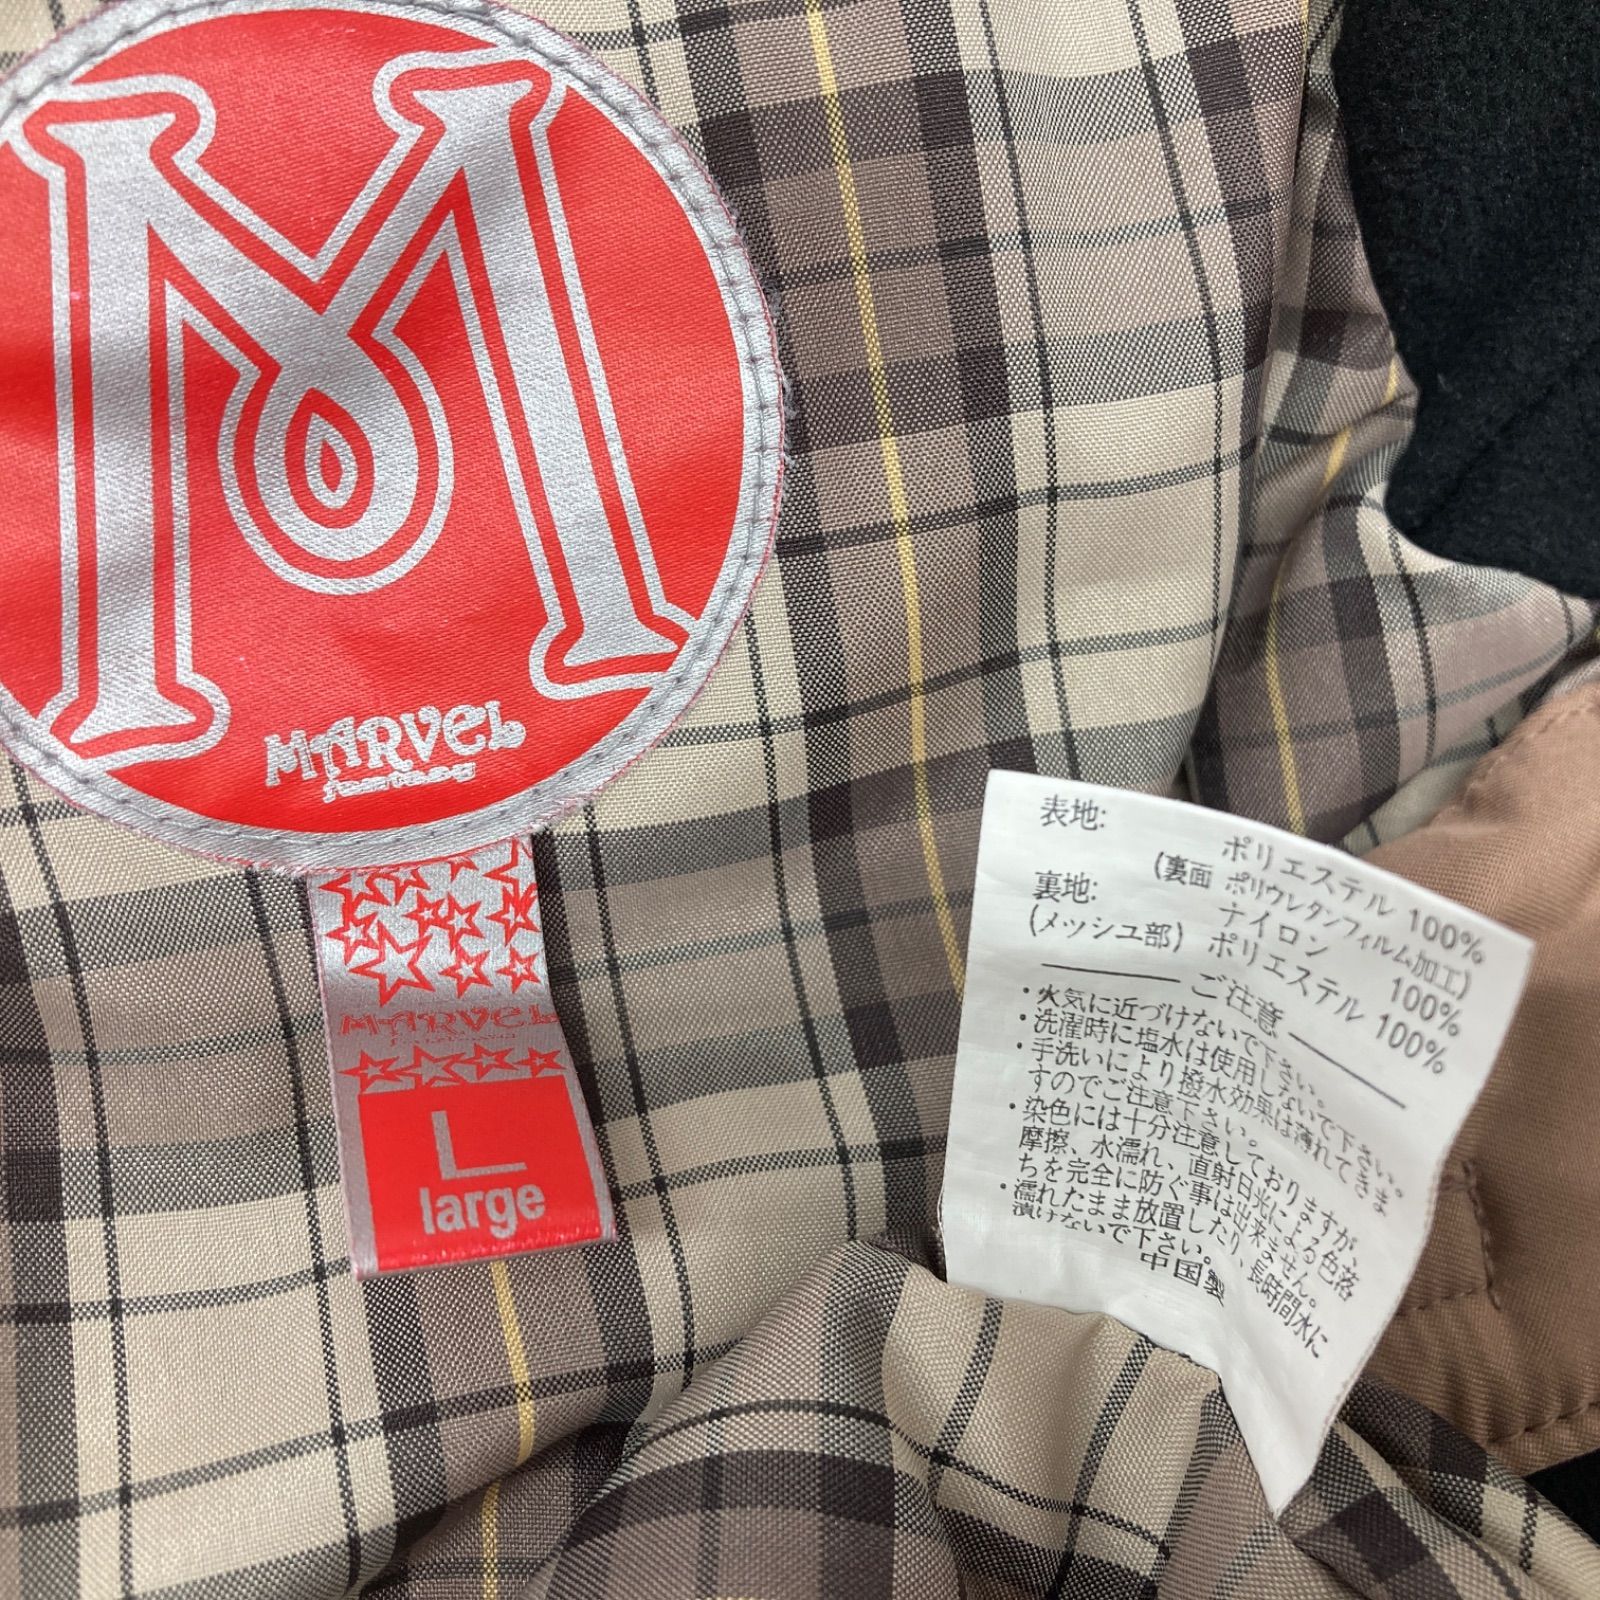 M
MARVEL
MARVEL
L
large
表地:
ポリエステル 100%
(裏面 ポリウレタンフィルム加工)
裏地:
ナイロン 100%
(メッシュ部) ポリエステル 100%
ご注意
・火気に近づけないで下さい。
・洗濯時に塩水は使用しないで下さい。
・手洗いにより撥水効果は薄れてきま
すのでご注意下さい。
・染色には十分注意しておりますが、
摩擦、水濡れ、直射日光による色落
ちを完全に防ぐ事は出来ません。
・濡れたまま放置したり、長時間水に
漬けないで下さい。
中国製